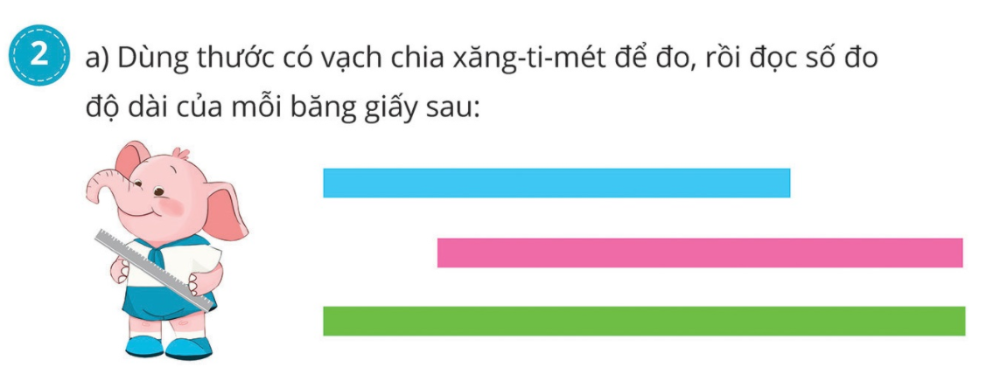 2 a) Dùng thước có vạch chia xăng-ti-mét để đo, rồi đọc số đo
độ dài của mỗi băng giấy sau: